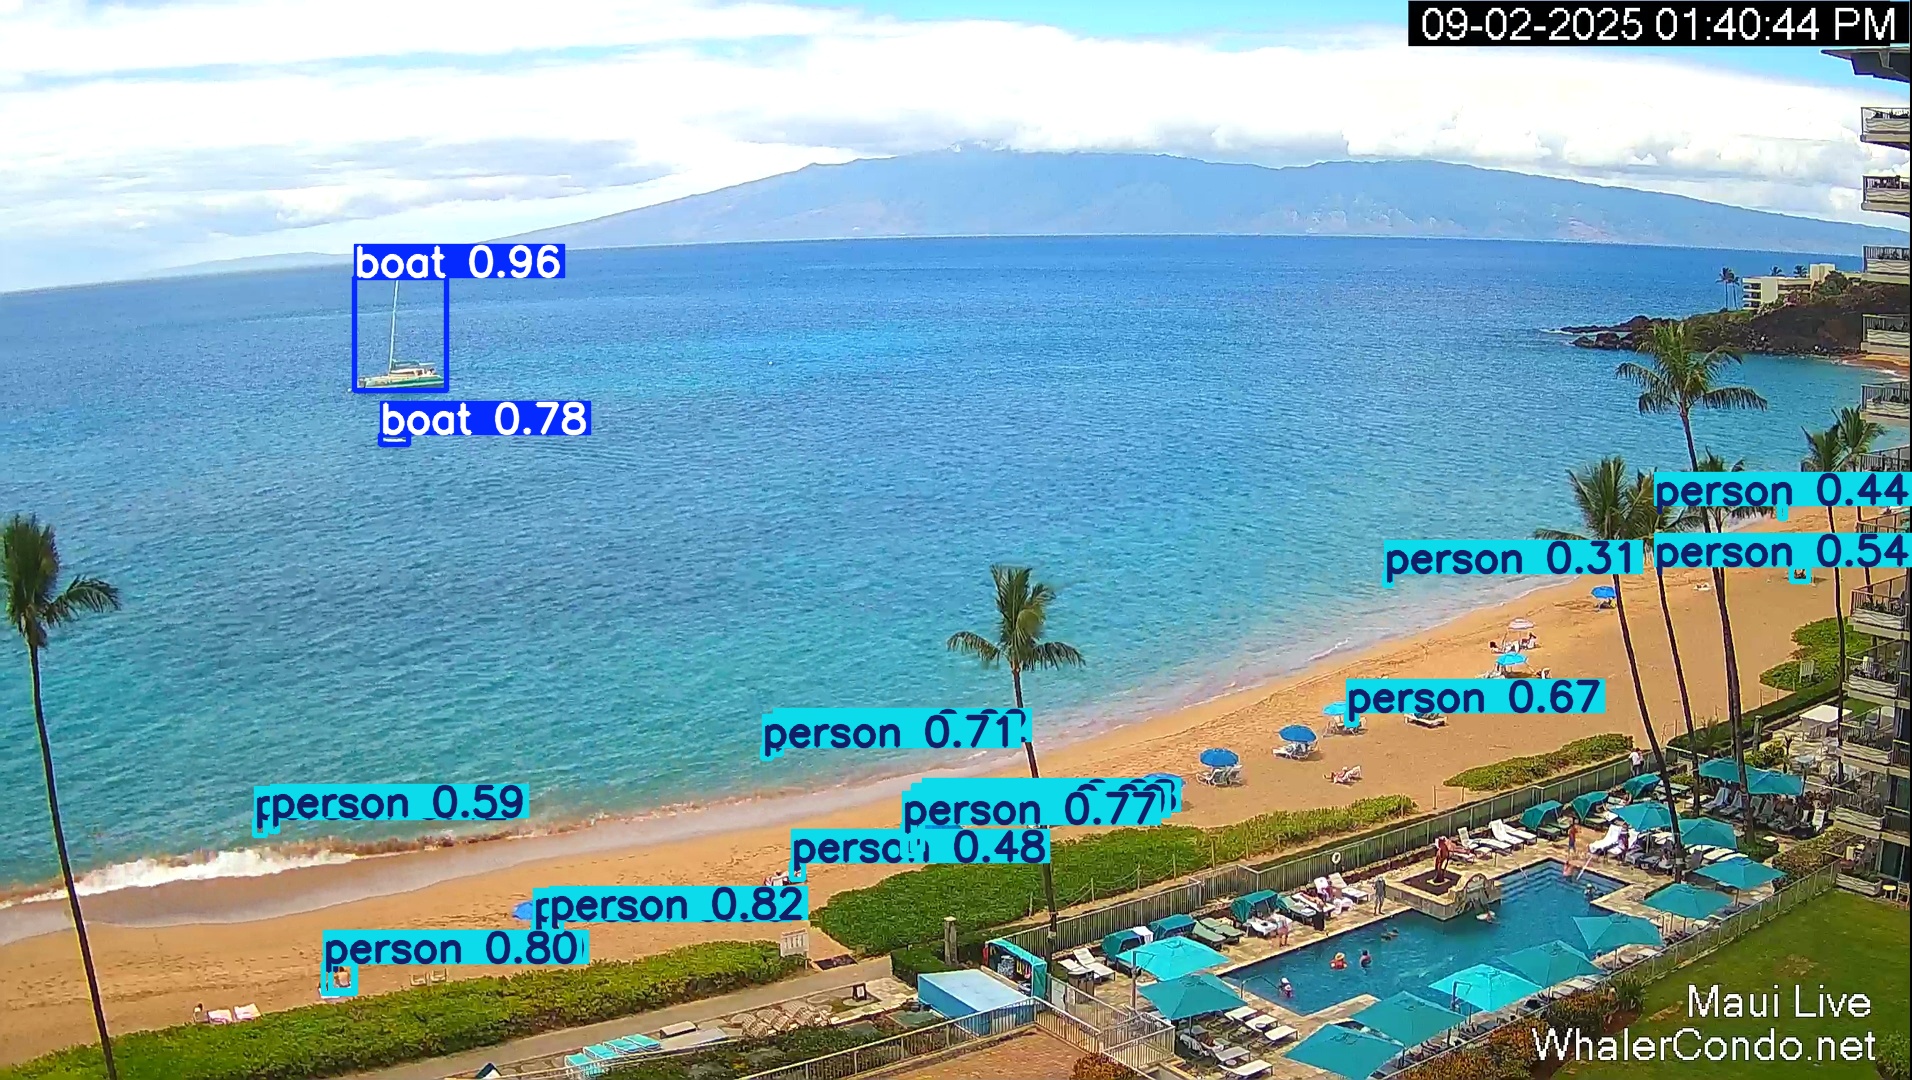 09-02-2025 01:40:44 PM
boat 0.96
boat 0.78
person 0.44
person 0.54
person 0.31
person 0.67
person 0.71
person 0.59
person 0.77
person 0.48
person 0.82
person 0.80
Maui Live
WhalerCondo.net